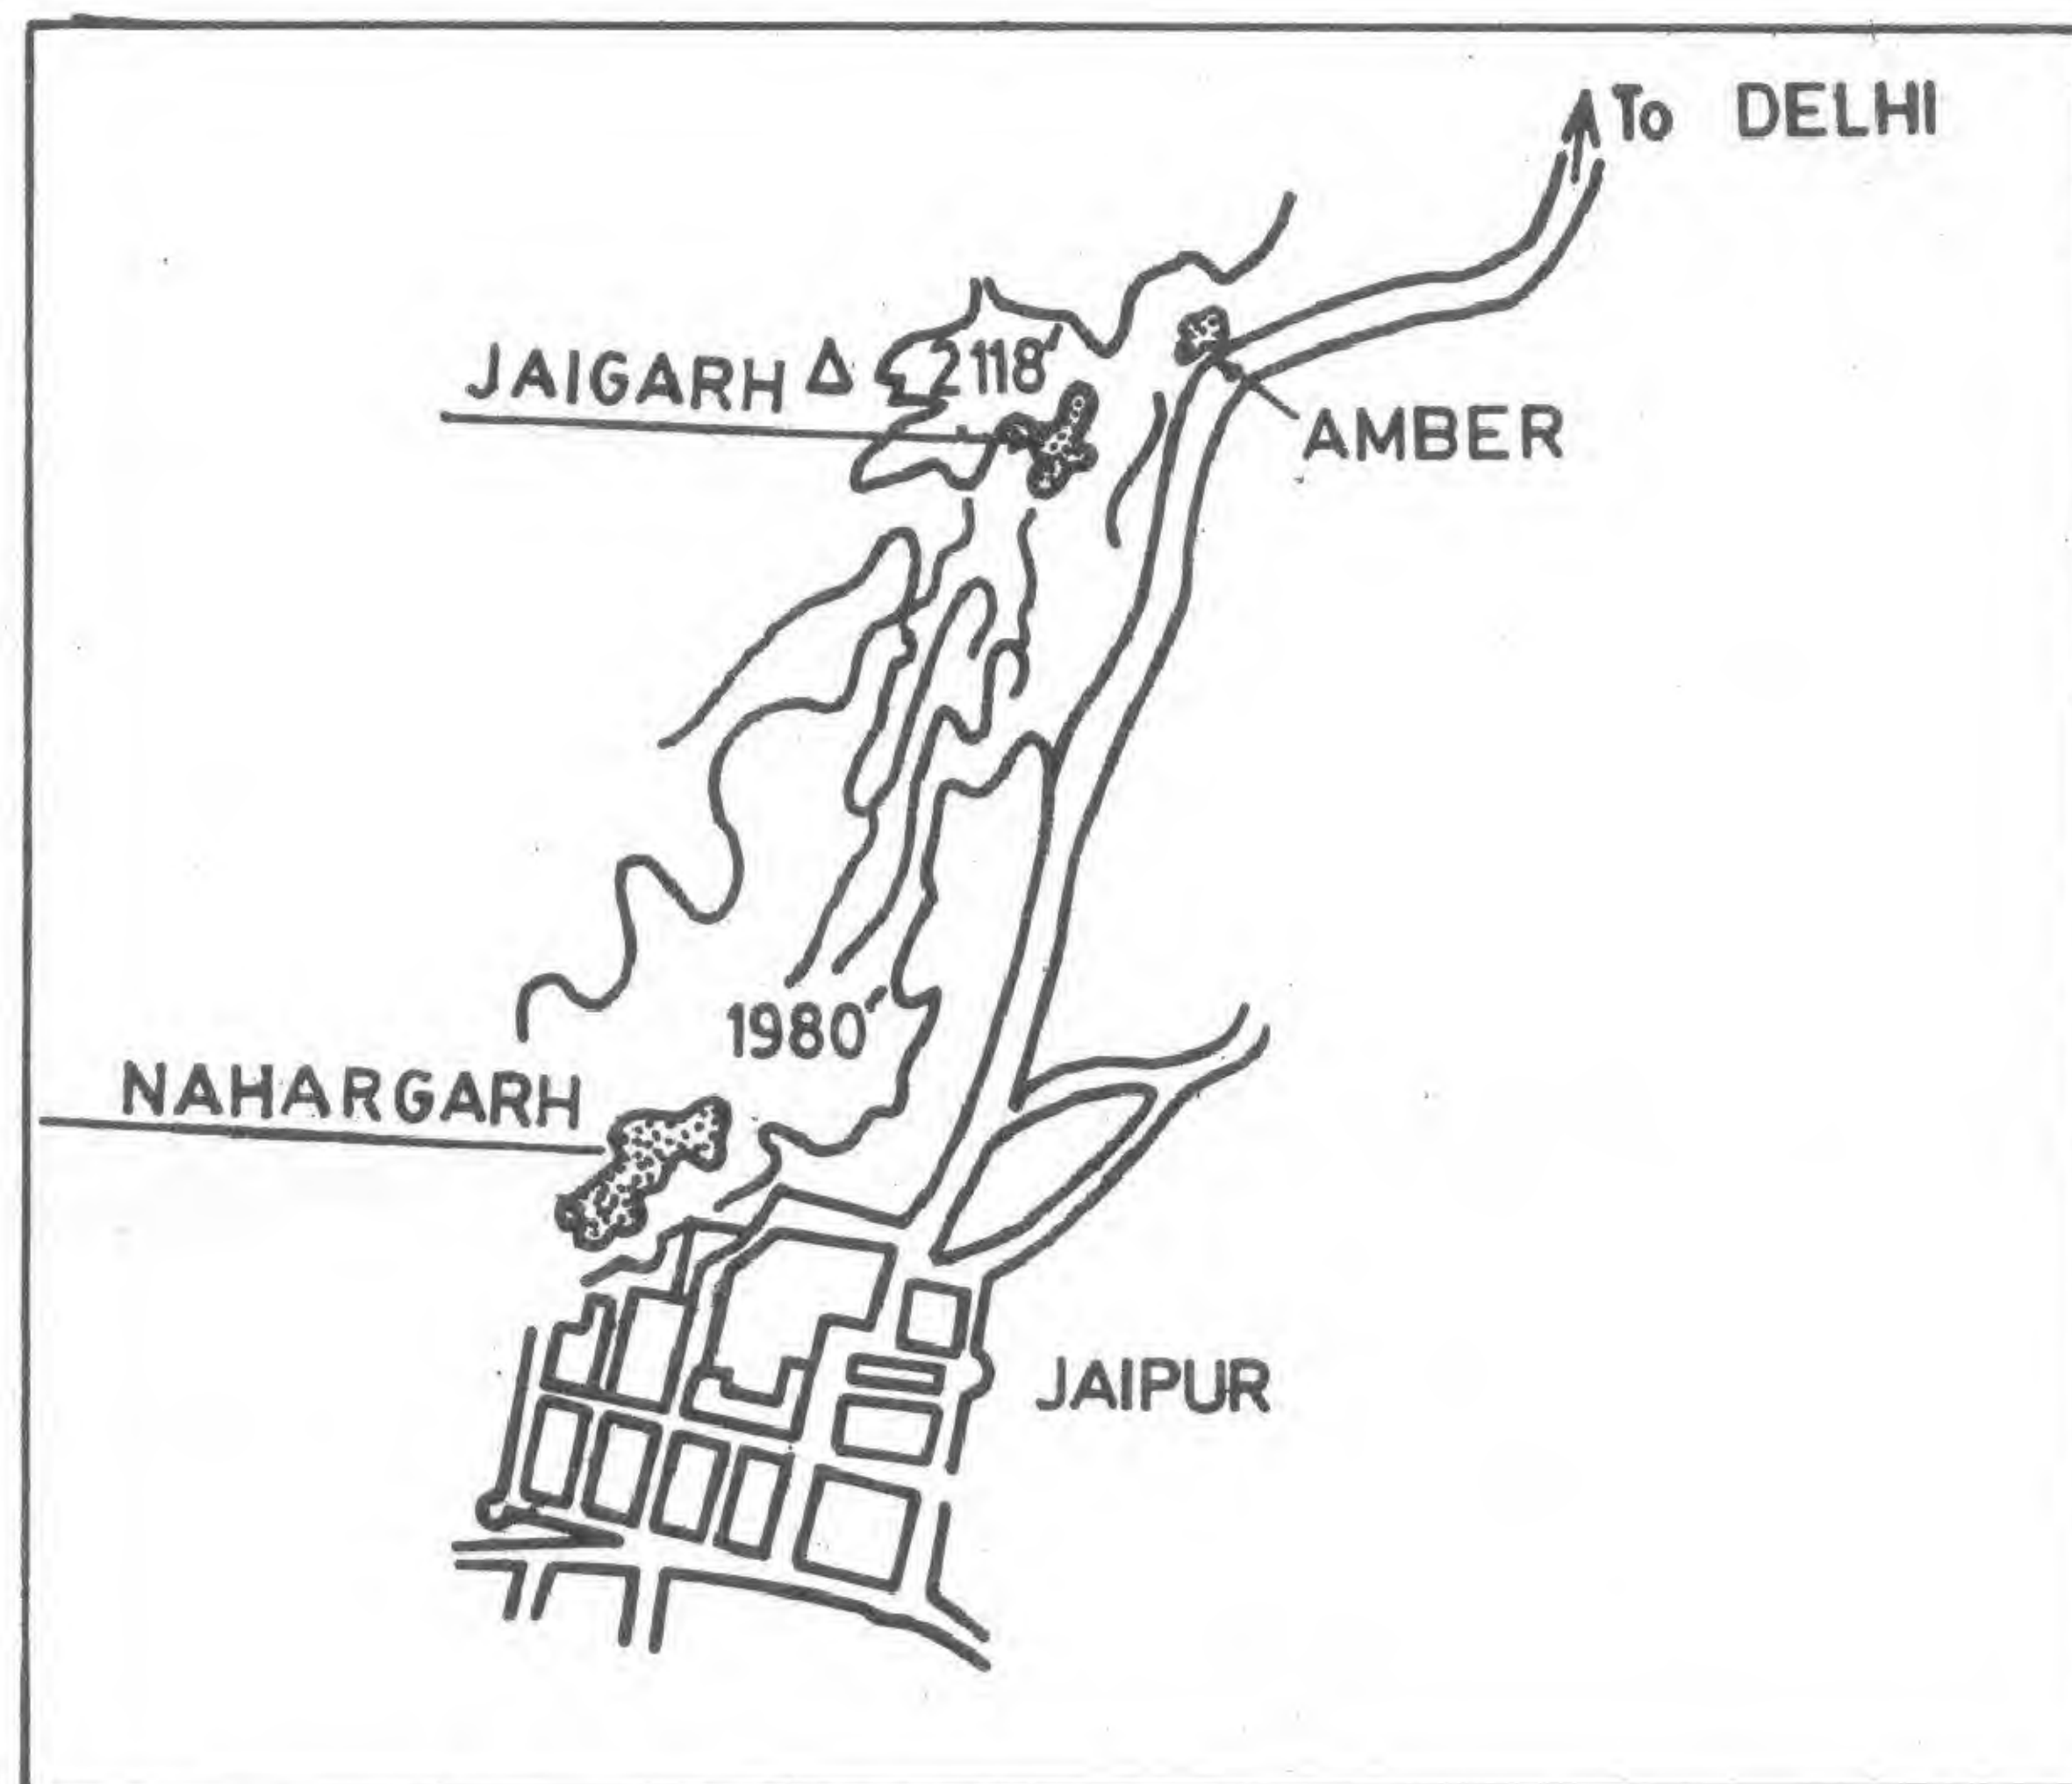 To DELHI
JAIGARH Δ 2118'
AMBER
1980'
NAHARGARH
JAIPUR